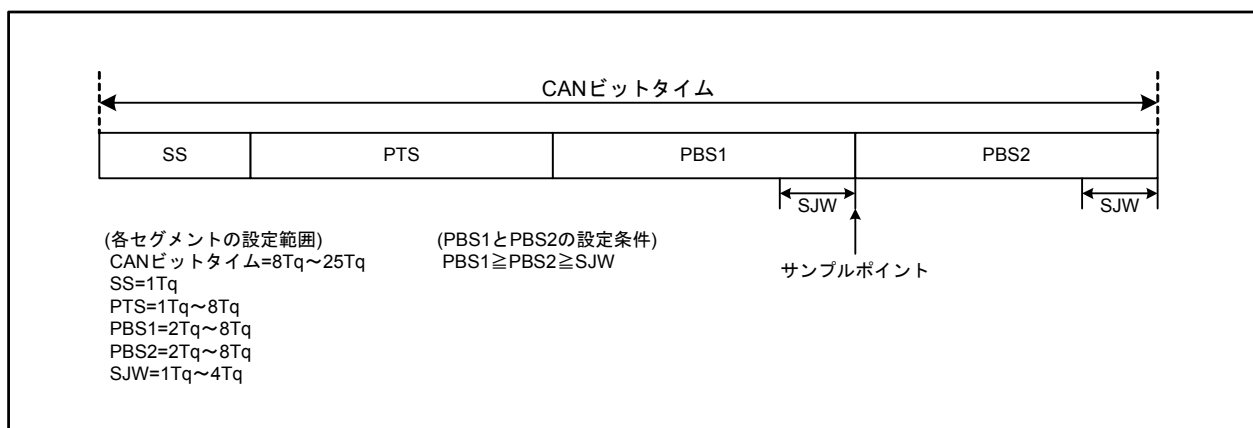 CANビットタイム
SS
PTS
PBS1
PBS2
SJW
SJW
サンプルポイント
(各セグメントの設定範囲)
CANビットタイム=8Tq～25Tq
SS=1Tq
PTS=1Tq～8Tq
PBS1=2Tq～8Tq
PBS2=2Tq～8Tq
SJW=1Tq～4Tq
(PBS1とPBS2の設定条件)
PBS1≧PBS2≧SJW